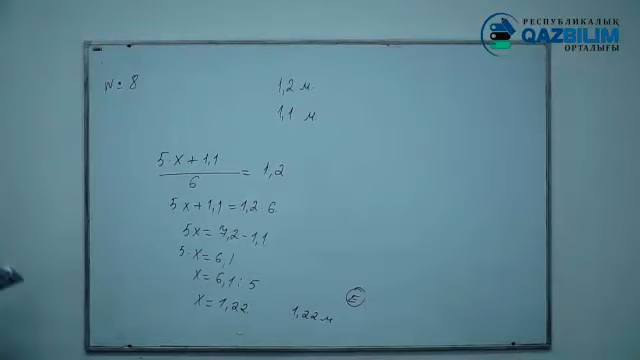 РЕСПУБЛИКАЛЫҚ
QAZBILIM
ОРТАЛЫҒЫ
№ 8
1,2 м.
1,1 м
5·x + 1,1
6
= 1,2
5x + 1,1 = 1,2·6
5x = 7,2 - 1,1
5·x = 6,1
x = 6,1 : 5
x = 1,22
1,22 м
E